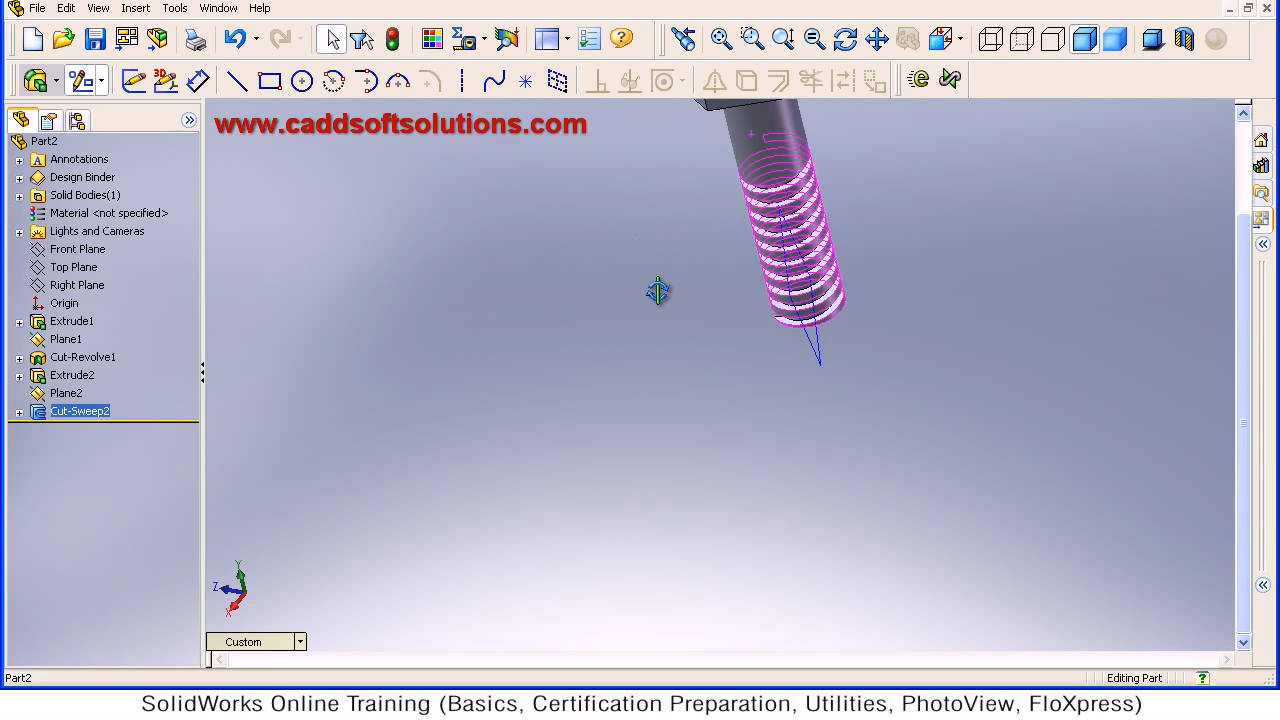 File Edit View Insert Tools Window Help
3D
www.caddsoftsolutions.com
Part2
A Annotations
Design Binder
Solid Bodies(1)
Material <not specified>
Lights and Cameras
Front Plane
Top Plane
Right Plane
Origin
Extrude1
Plane1
Cut-Revolve1
Extrude2
Plane2
Cut-Sweep2
Y
Z
X
Custom
Part2 Editing Part ?
SolidWorks Online Training (Basics, Certification Preparation, Utilities, PhotoView, FloXpress)